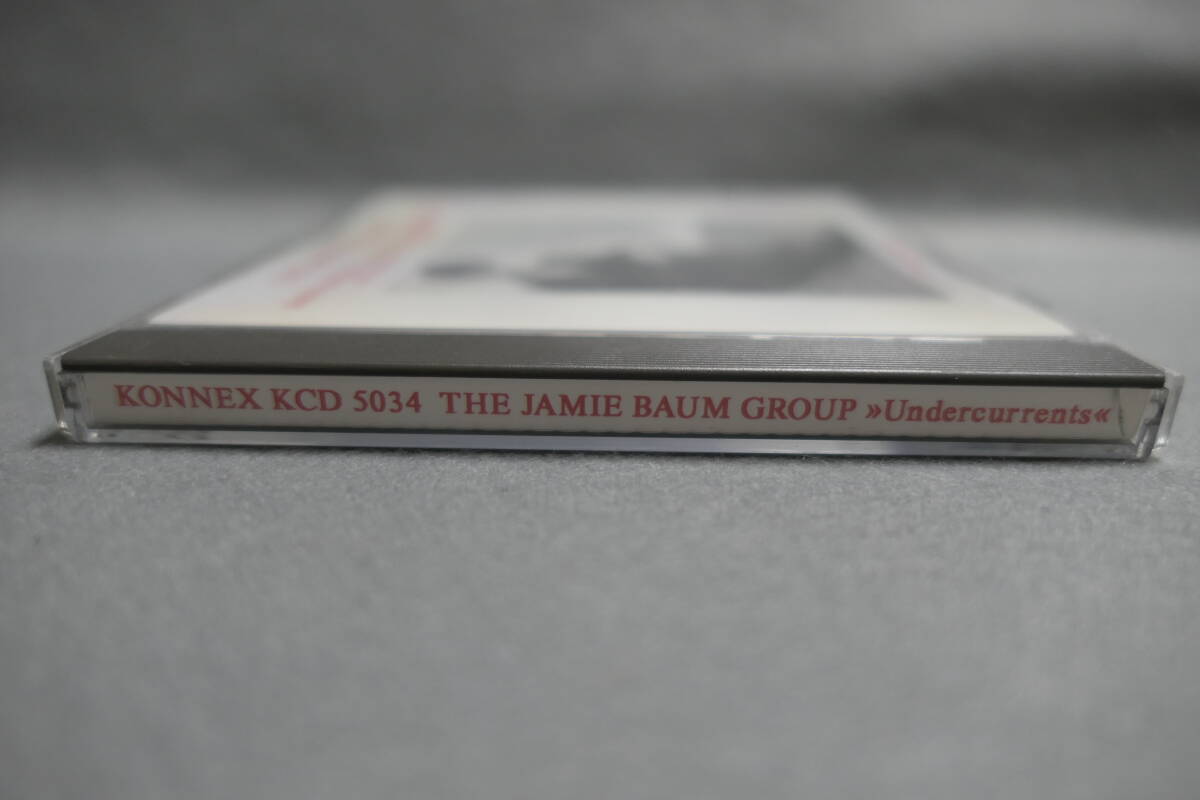 KONNEX KCD 5034 THE JAMIE BAUM GROUP »Undercurrents«